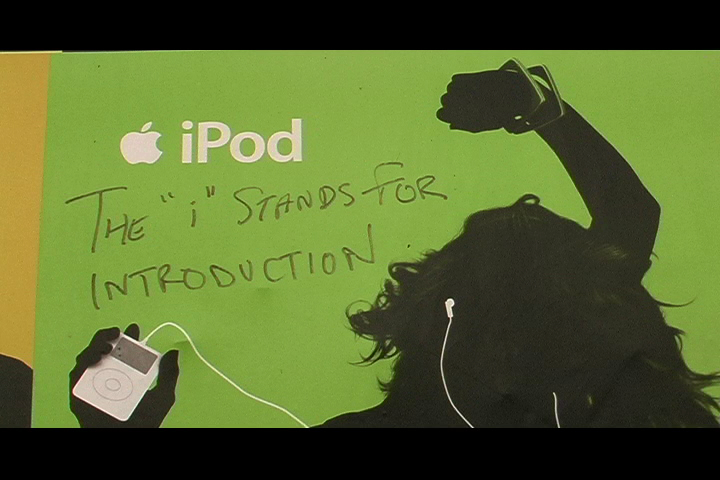 iPod
THE "i" STANDS FOR
INTRODUCTION